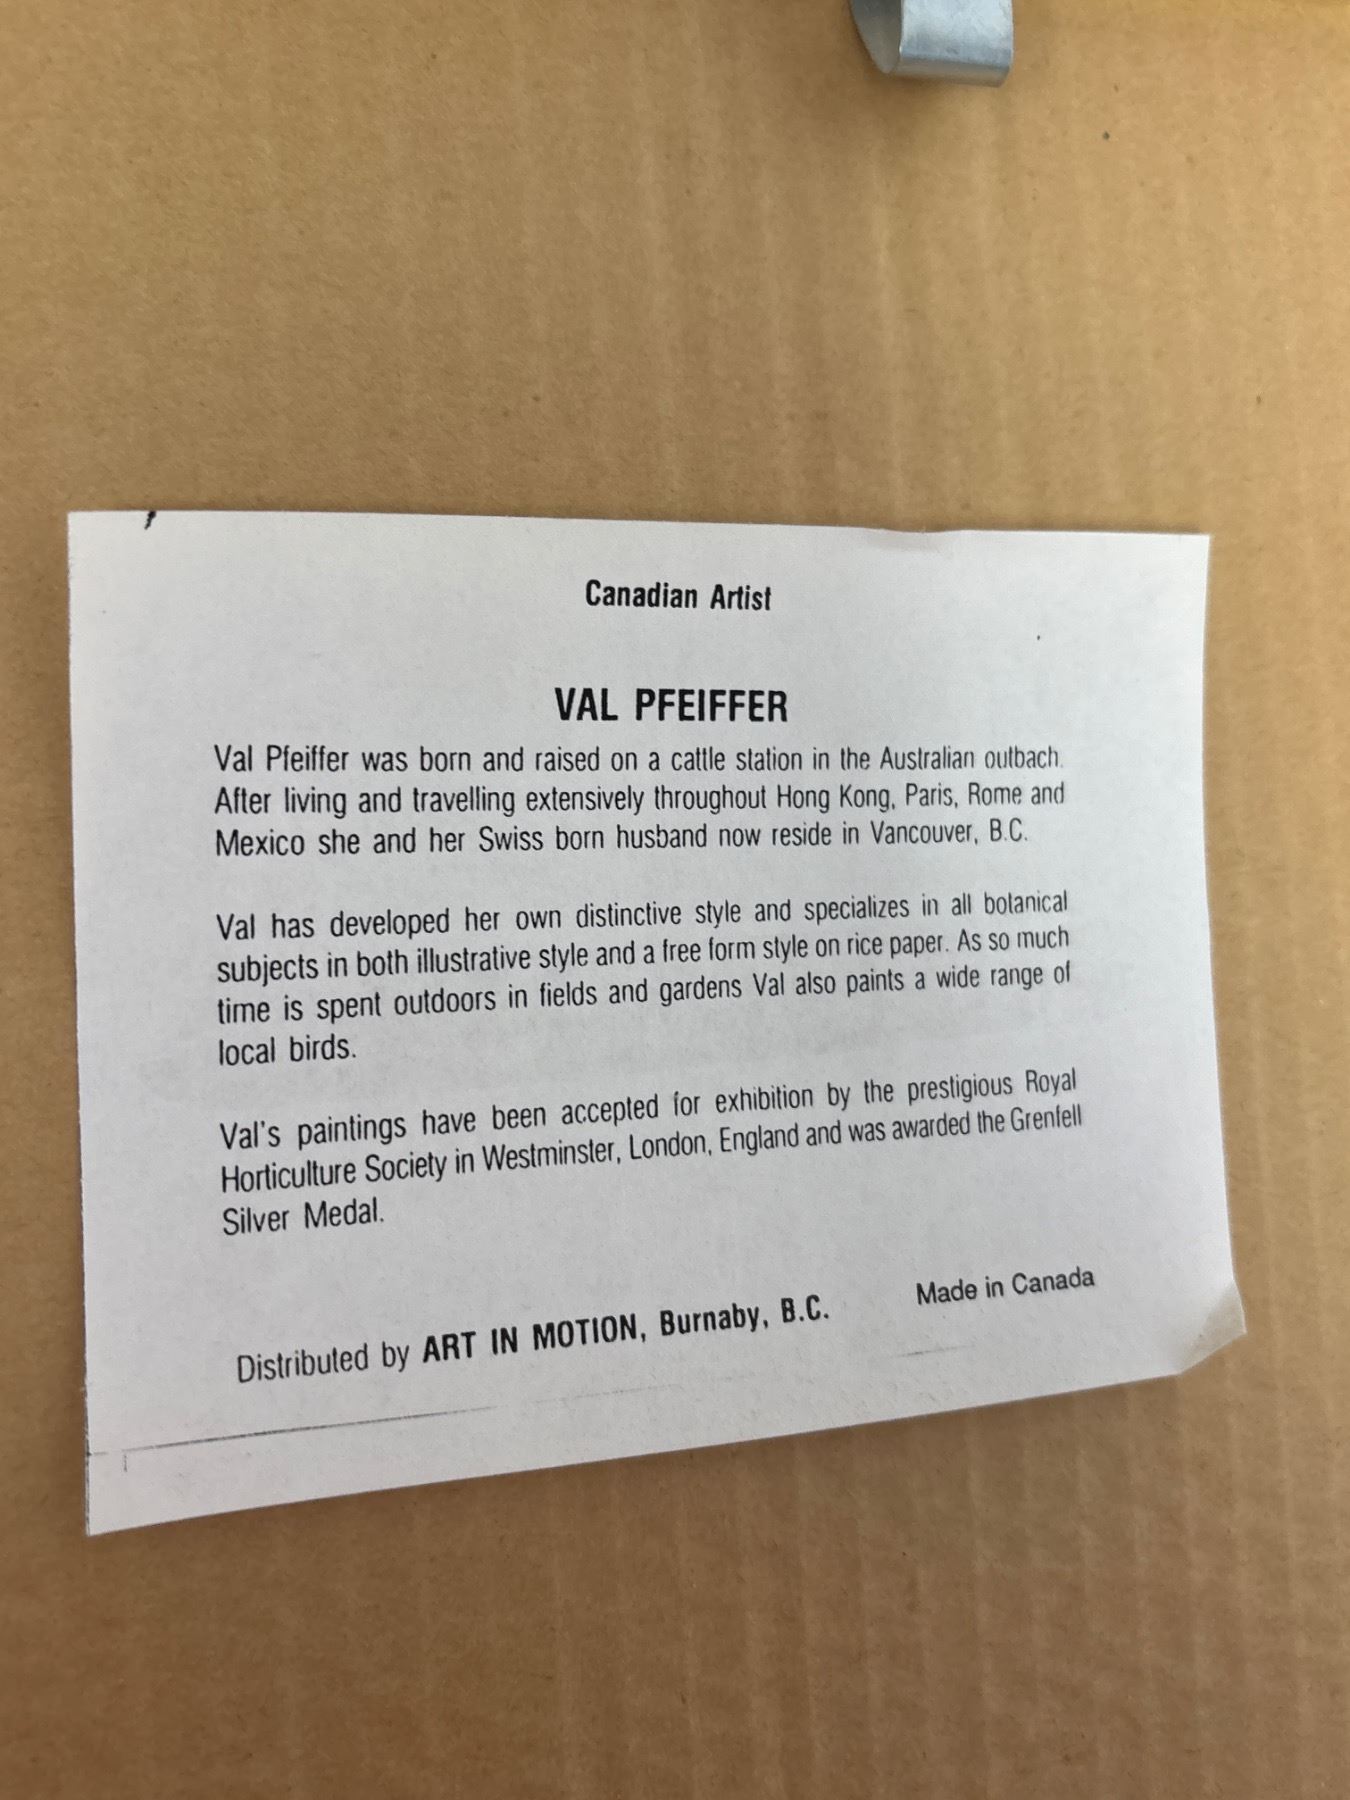 Canadian Artist
VAL PFEIFFER
Val Pfeiffer was born and raised on a cattle station in the Australian outbach.
After living and travelling extensively throughout Hong Kong, Paris, Rome and
Mexico she and her Swiss born husband now reside in Vancouver, B.C.
Val has developed her own distinctive style and specializes in all botanical
subjects in both illustrative style and a free form style on rice paper. As so much
time is spent outdoors in fields and gardens Val also paints a wide range of
local birds.
Val's paintings have been accepted for exhibition by the prestigious Royal
Horticulture Society in Westminster, London, England and was awarded the Grenfell
Silver Medal.
Made in Canada
Distributed by ART IN MOTION, Burnaby, B.C.